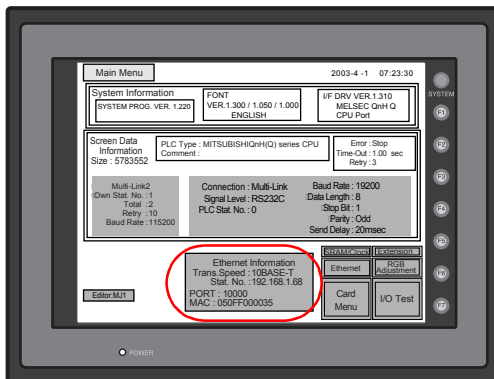 Main Menu
2003-4 -1 07:23:30
System Information
SYSTEM PROG. VER. 1.220
FONT
VER.1.300 / 1.050 / 1.000
ENGLISH
I/F DRV VER.1.310
MELSEC QnH Q
CPU Port
Screen Data
Information
Size : 5783552
PLC Type : MITSUBISHIQnH(Q) series CPU
Comment :
Error : Stop
Time-Out : 1.00 sec
Retry : 3
Multi-Link2
Own Stat. No. : 1
Total : 2
Retry : 10
Baud Rate : 115200
Connection : Multi-Link
Signal Level : RS232C
PLC Stat. No. : 0
Baud Rate : 19200
Data Length : 8
Stop Bit : 1
Parity : Odd
Send Delay : 20msec
Ethernet Information
Trans.Speed : 10BASE-T
Stat. No. : 192.168.1.68
PORT : 10000
MAC : 050FF000035
SRAM/Clock
Extension
Ethernet
RGB
Adjustment
Card
Menu
I/O Test
Editor:MJ1
SYSTEM
F1
F2
F3
F4
F5
F6
F7
POWER